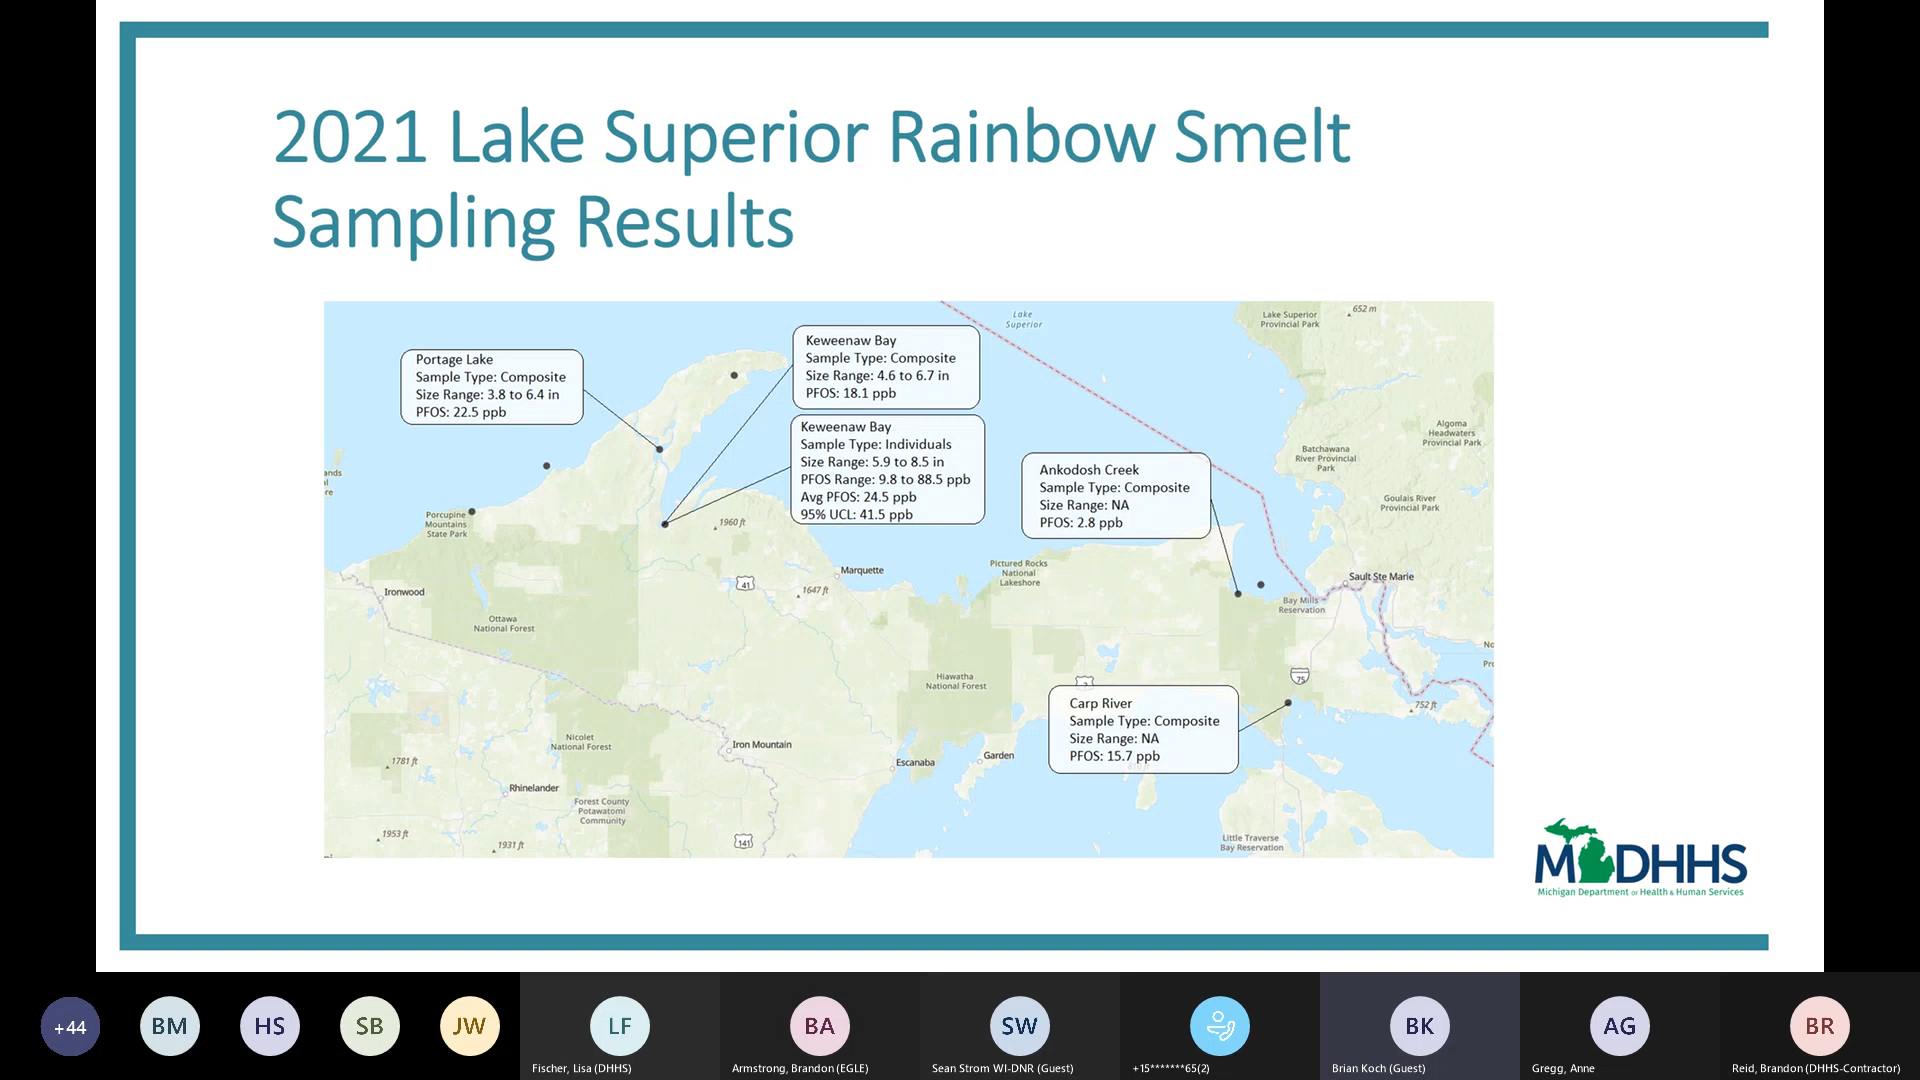 2021 Lake Superior Rainbow Smelt
Sampling Results
Portage Lake
Sample Type: Composite
Size Range: 3.8 to 6.4 in
PFOS: 22.5 ppb
Keweenaw Bay
Sample Type: Composite
Size Range: 4.6 to 6.7 in
PFOS: 18.1 ppb
Keweenaw Bay
Sample Type: Individuals
Size Range: 5.9 to 8.5 in
PFOS Range: 9.8 to 88.5 ppb
Avg PFOS: 24.5 ppb
95% UCL: 41.5 ppb
Ankodosh Creek
Sample Type: Composite
Size Range: NA
PFOS: 2.8 ppb
Carp River
Sample Type: Composite
Size Range: NA
PFOS: 15.7 ppb
Lake
Superior
Lake Superior
Provincial Park
652 m
Algoma
Headwaters
Provincial Park
Batchawana
River Provincial
Park
Goulais River
Provincial Park
Porcupine
Mountains
State Park
1960 ft
Marquette
Pictured Rocks
National
Lakeshore
Sault Ste Marie
Ironwood
41
1647 ft
Bay Mills
Reservation
Ottawa
National Forest
Hiawatha
National Forest
75
752 ft
Nicolet
National Forest
Iron Mountain
Escanaba
Garden
1781 ft
Rhinelander
Forest County
Potawatomi
Community
1953 ft
1931 ft
141
Little Traverse
Bay Reservation
MDHHS
Michigan Department of Health & Human Services
+44
BM
HS
SB
JW
LF
BA
SW
BK
AG
BR
Fischer, Lisa (DHHS)
Armstrong, Brandon (EGLE)
Sean Strom WI-DNR (Guest)
+15*******65(2)
Brian Koch (Guest)
Gregg, Anne
Reid, Brandon (DHHS-Contractor)